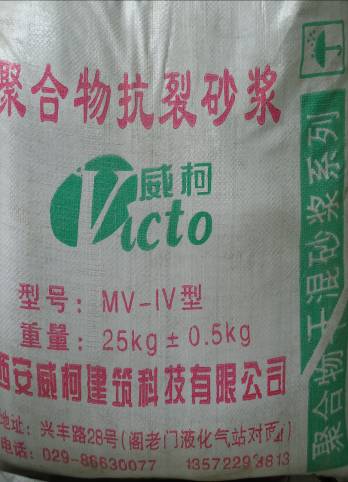 聚合物抗裂砂浆
威柯
Victo
型号: MV-IV型
重量: 25kg±0.5kg
西安威柯建筑科技有限公司
地址: 兴丰路28号(阎老门液化气站对面)
电话: 029-86630077
聚合物 干混砂浆系列